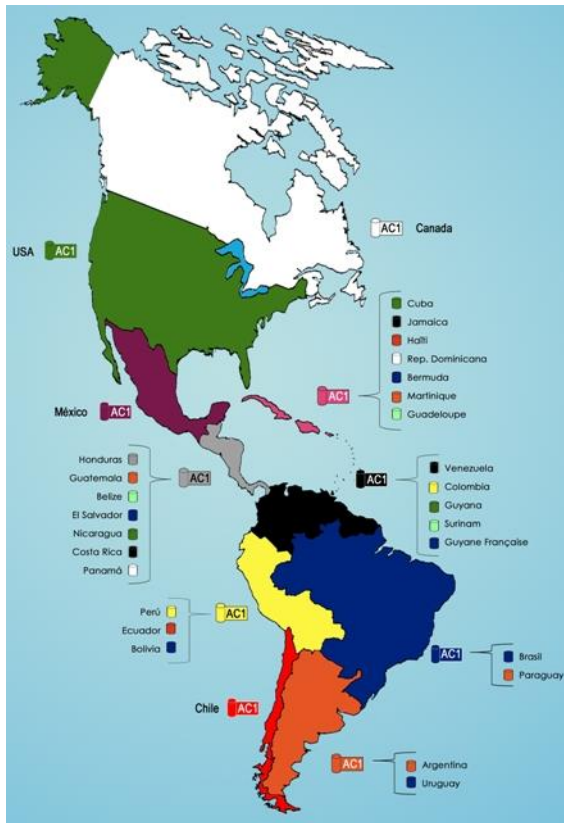 AC1 Canada
USA AC1
Cuba
Jamaica
Haïti
Rep. Dominicana
Bermuda
Martinique
Guadeloupe
AC1
México AC1
Honduras
Guatemala
Belize
El Salvador
Nicaragua
Costa Rica
Panamá
AC1
AC1
Venezuela
Colombia
Guyana
Surinam
Guyane Française
Perú
Ecuador
Bolivia
AC1
AC1
Brasil
Paraguay
Chile AC1
AC1
Argentina
Uruguay